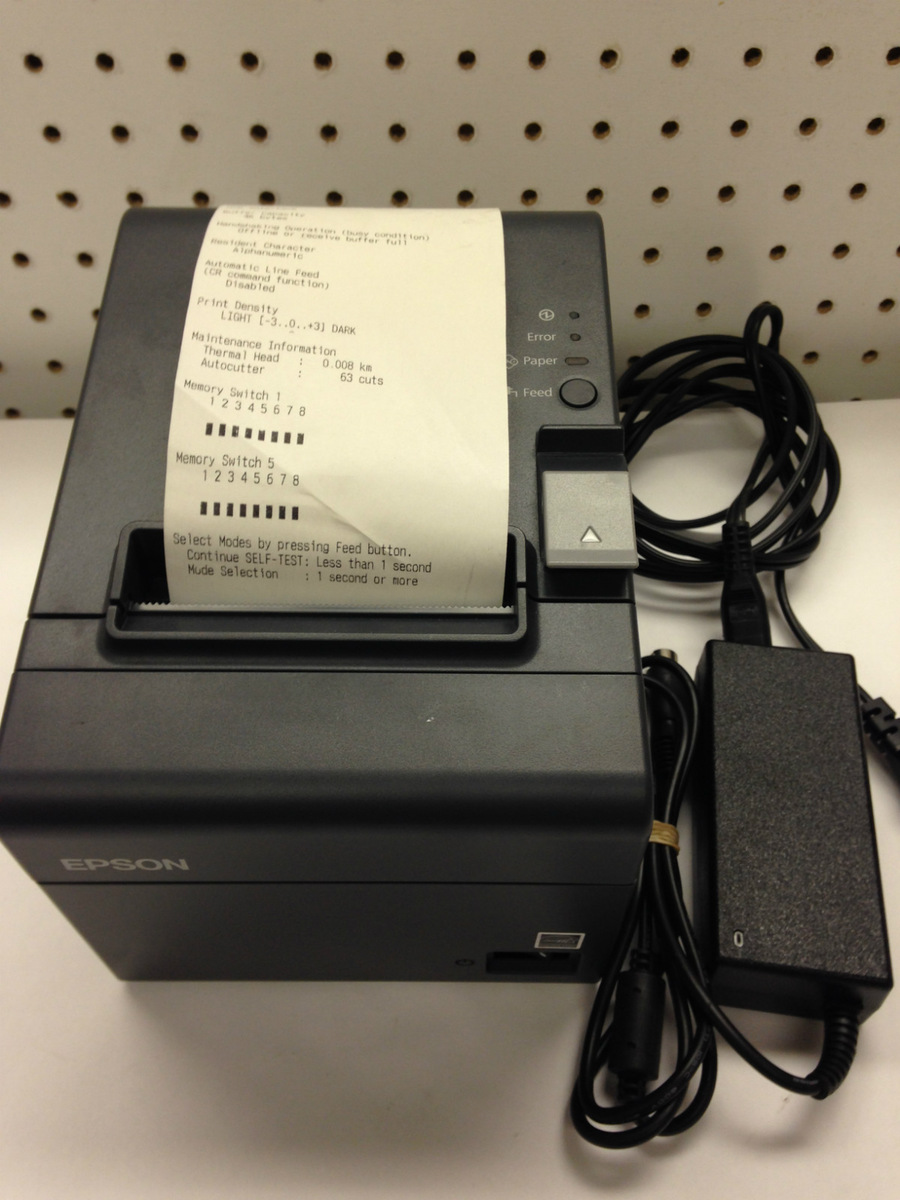 Buffer Capacity
bytes
Handshaking Operation (busy condition)
Offline or receive buffer full
Resident Character
Alphanumeric
Automatic Line Feed
(CR command function)
Disabled
Print Density
LIGHT [-3..0..+3] DARK
Maintenance Information
Thermal Head : 0.008 km
Autocutter : 63 cuts
Memory Switch 1
1 2 3 4 5 6 7 8
Memory Switch 5
1 2 3 4 5 6 7 8
Select Modes by pressing Feed button.
Continue SELF-TEST: Less than 1 second
Mode Selection : 1 second or more
Error
Paper
Feed
EPSON